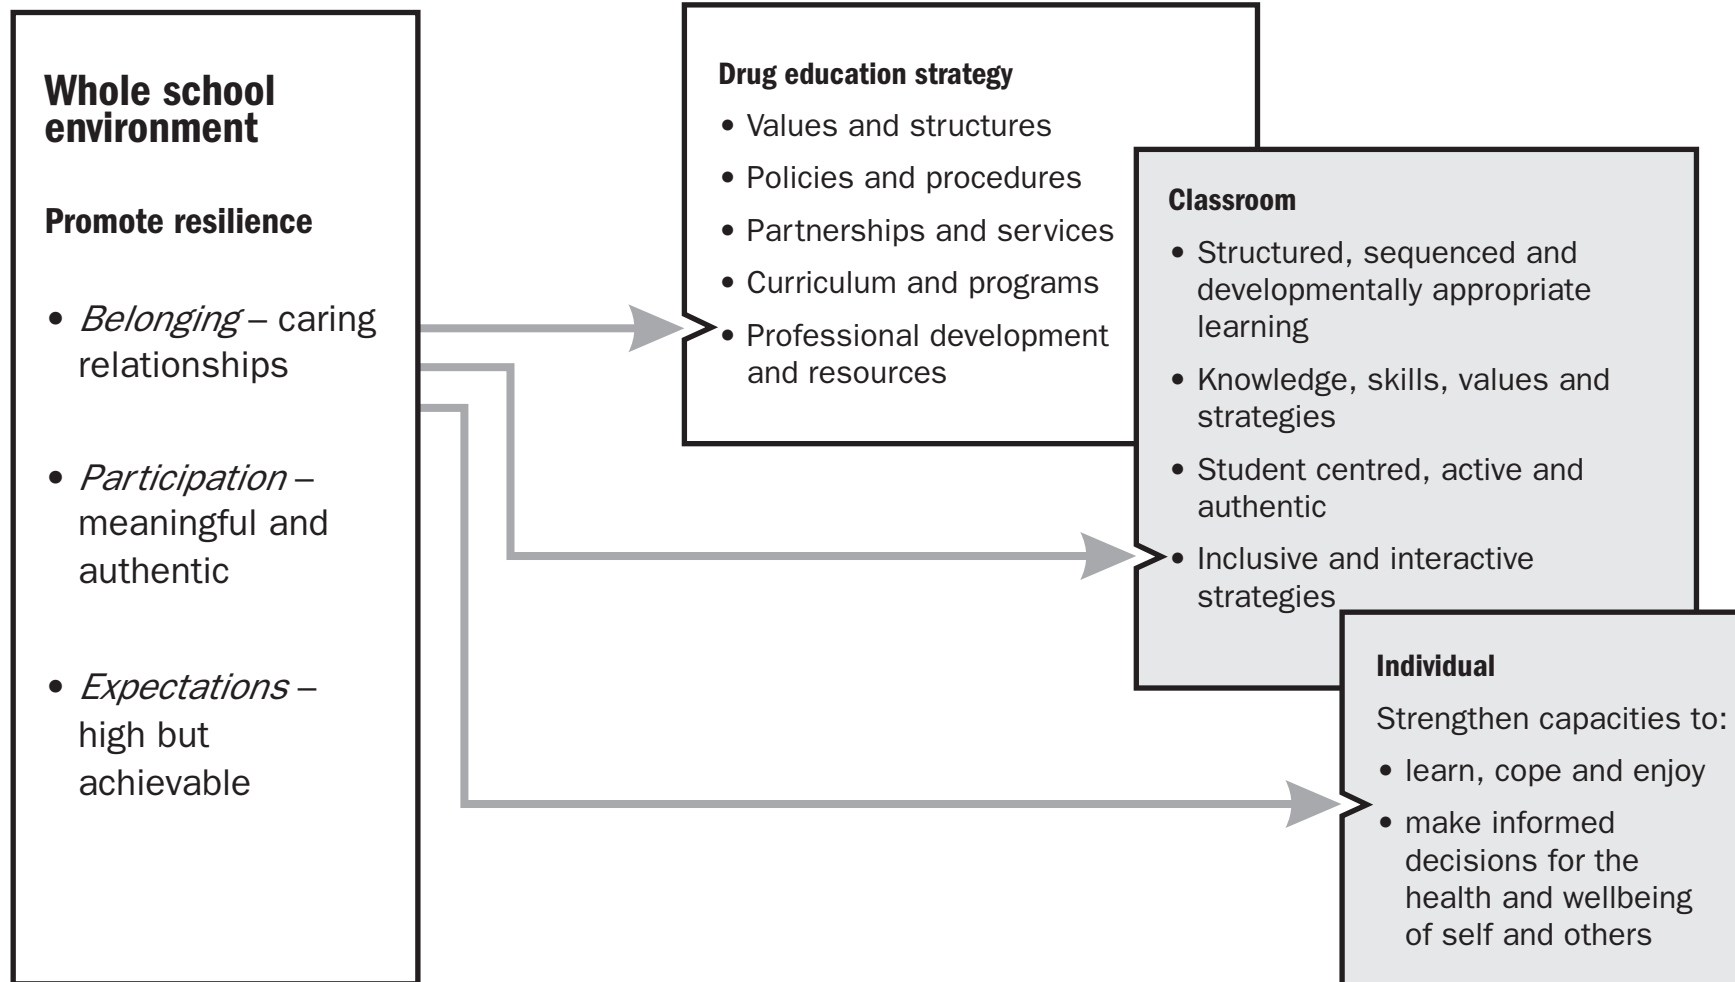 Whole school
environment
Promote resilience
• Belonging – caring
relationships
• Participation –
meaningful and
authentic
• Expectations –
high but
achievable
Drug education strategy
• Values and structures
• Policies and procedures
• Partnerships and services
• Curriculum and programs
• Professional development
and resources
Classroom
• Structured, sequenced and
developmentally appropriate
learning
• Knowledge, skills, values and
strategies
• Student centred, active and
authentic
• Inclusive and interactive
strategies
Individual
Strengthen capacities to:
• learn, cope and enjoy
• make informed
decisions for the
health and wellbeing
of self and others